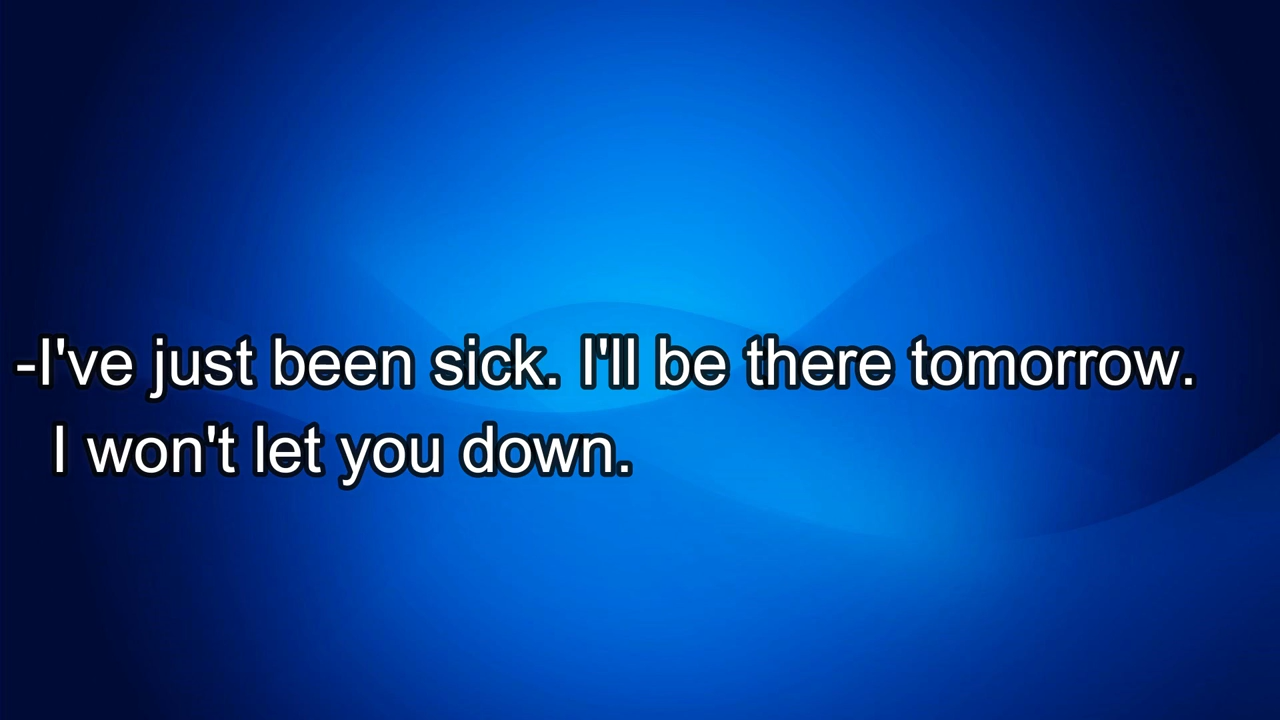 -I've just been sick. I'll be there tomorrow.
I won't let you down.